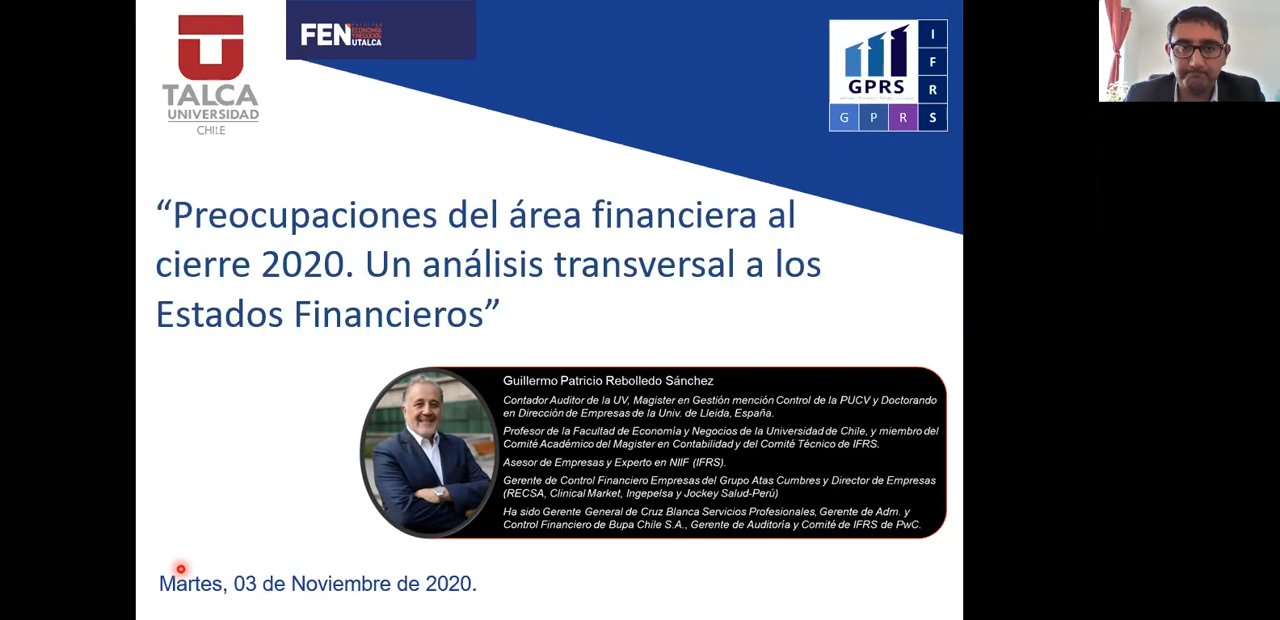 TALCA
UNIVERSIDAD
CHILE
FEN
FACULTAD
ECONOMÍA
Y NEGOCIOS
UTALCA
GPRS
I
F
R
S
G P R
“Preocupaciones del área financiera al
cierre 2020. Un análisis transversal a los
Estados Financieros”
Guillermo Patricio Rebolledo Sánchez
Contador Auditor de la UV, Magister en Gestión mención Control de la PUCV y Doctorando
en Dirección de Empresas de la Univ. de Lleida, España.
Profesor de la Facultad de Economía y Negocios de la Universidad de Chile, y miembro del
Comité Académico del Magister en Contabilidad y del Comité Técnico de IFRS.
Asesor de Empresas y Experto en NIIF (IFRS).
Gerente de Control Financiero Empresas del Grupo Atas Cumbres y Director de Empresas
(RECSA, Clinical Market, Ingepelsa y Jockey Salud-Perú)
Ha sido Gerente General de Cruz Blanca Servicios Profesionales, Gerente de Adm. y
Control Financiero de Bupa Chile S.A., Gerente de Auditoría y Comité de IFRS de PwC.
Martes, 03 de Noviembre de 2020.